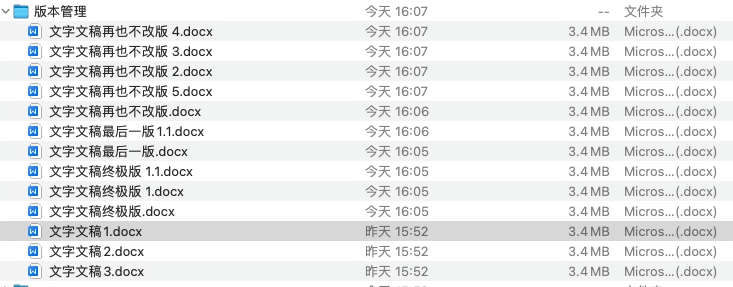 版本管理 今天 16:07 -- 文件夹
文字文稿再也不改版 4.docx 今天 16:07 3.4 MB Micros...(.docx)
文字文稿再也不改版 3.docx 今天 16:07 3.4 MB Micros...(.docx)
文字文稿再也不改版 2.docx 今天 16:07 3.4 MB Micros...(.docx)
文字文稿再也不改版 5.docx 今天 16:07 3.4 MB Micros...(.docx)
文字文稿再也不改版.docx 今天 16:06 3.4 MB Micros...(.docx)
文字文稿最后一版1.1.docx 今天 16:06 3.4 MB Micros...(.docx)
文字文稿最后一版.docx 今天 16:05 3.4 MB Micros...(.docx)
文字文稿终极版 1.1.docx 今天 16:05 3.4 MB Micros...(.docx)
文字文稿终极版 1.docx 今天 16:05 3.4 MB Micros...(.docx)
文字文稿终极版.docx 今天 16:05 3.4 MB Micros...(.docx)
文字文稿1.docx 昨天 15:52 3.4 MB Micros...(.docx)
文字文稿2.docx 昨天 15:52 3.4 MB Micros...(.docx)
文字文稿3.docx 昨天 15:52 3.4 MB Micros...(.docx)